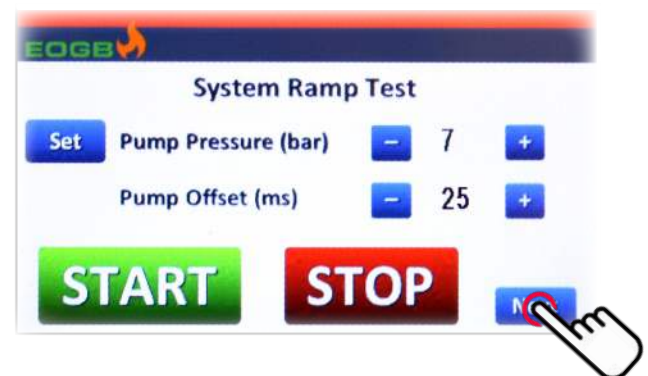 EOGB
System Ramp Test
Set Pump Pressure (bar) - 7 +
Pump Offset (ms) - 25 +
START STOP